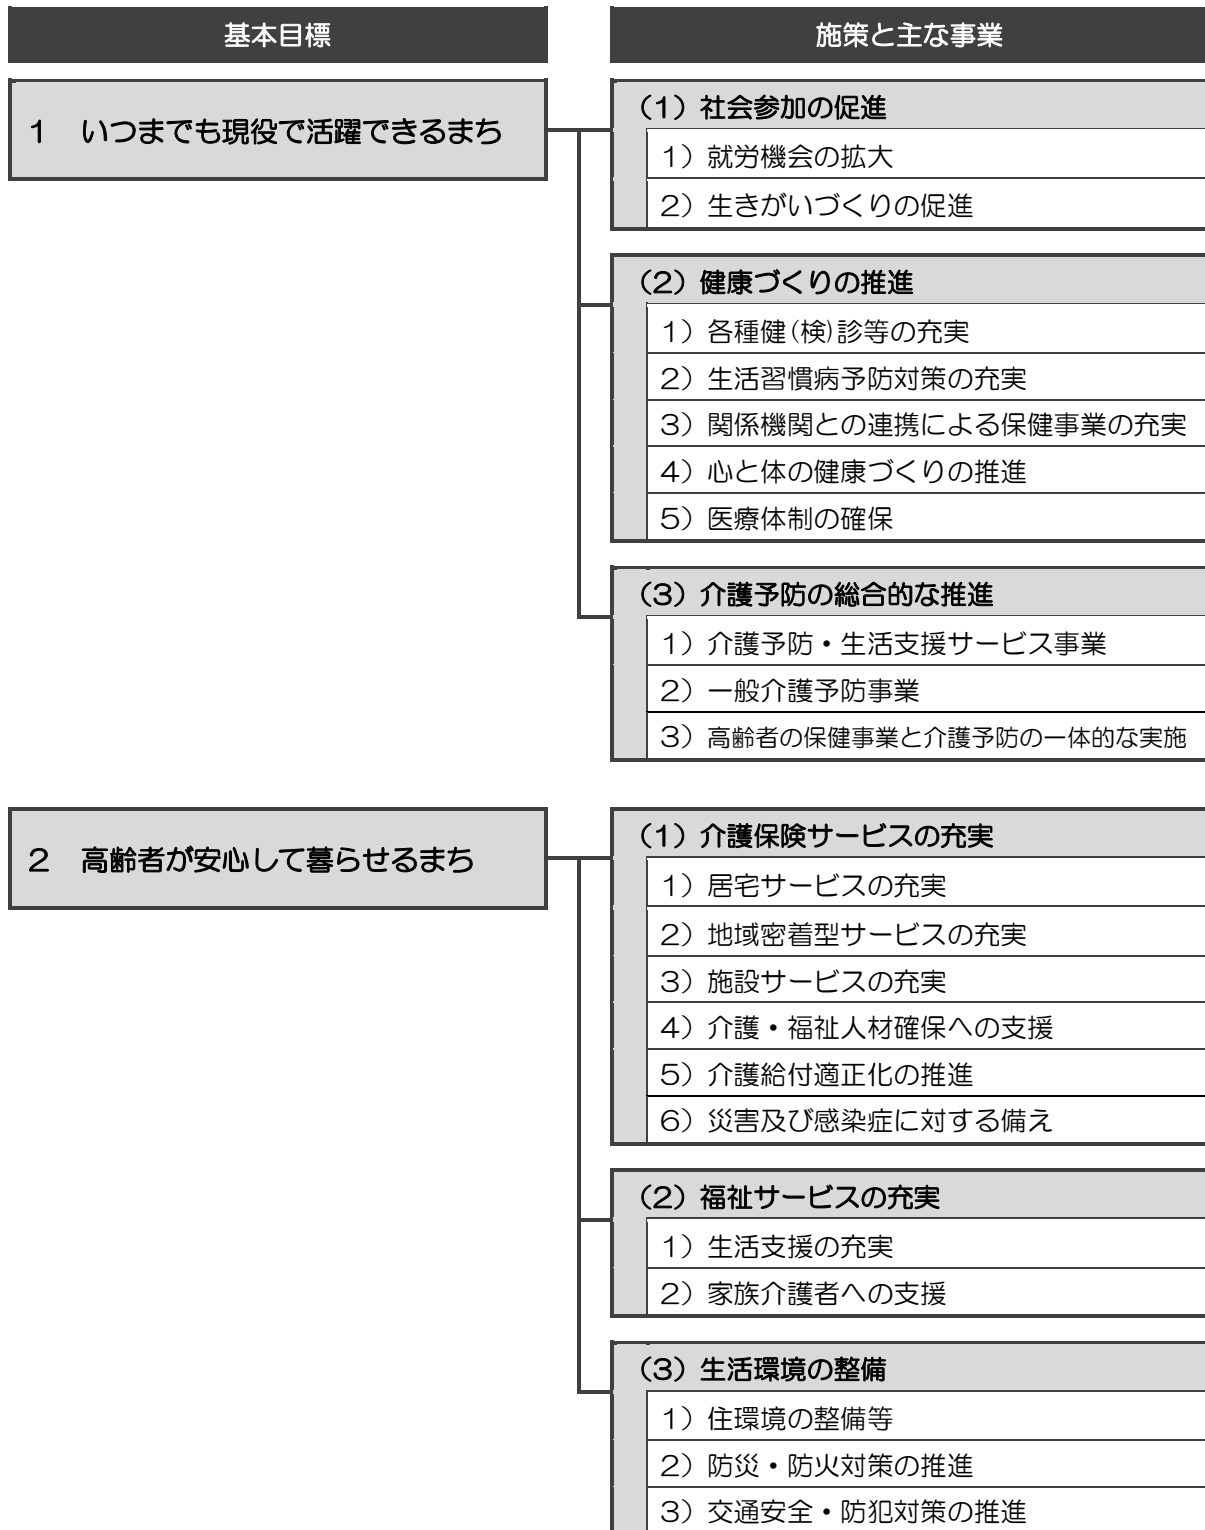 基本目標
施策と主な事業
1 いつまでも現役で活躍できるまち
（1）社会参加の促進
1）就労機会の拡大
2）生きがいづくりの促進
（2）健康づくりの推進
1）各種健(検)診等の充実
2）生活習慣病予防対策の充実
3）関係機関との連携による保健事業の充実
4）心と体の健康づくりの推進
5）医療体制の確保
（3）介護予防の総合的な推進
1）介護予防・生活支援サービス事業
2）一般介護予防事業
3）高齢者の保健事業と介護予防の一体的な実施
2 高齢者が安心して暮らせるまち
（1）介護保険サービスの充実
1）居宅サービスの充実
2）地域密着型サービスの充実
3）施設サービスの充実
4）介護・福祉人材確保への支援
5）介護給付適正化の推進
6）災害及び感染症に対する備え
（2）福祉サービスの充実
1）生活支援の充実
2）家族介護者への支援
（3）生活環境の整備
1）住環境の整備等
2）防災・防火対策の推進
3）交通安全・防犯対策の推進